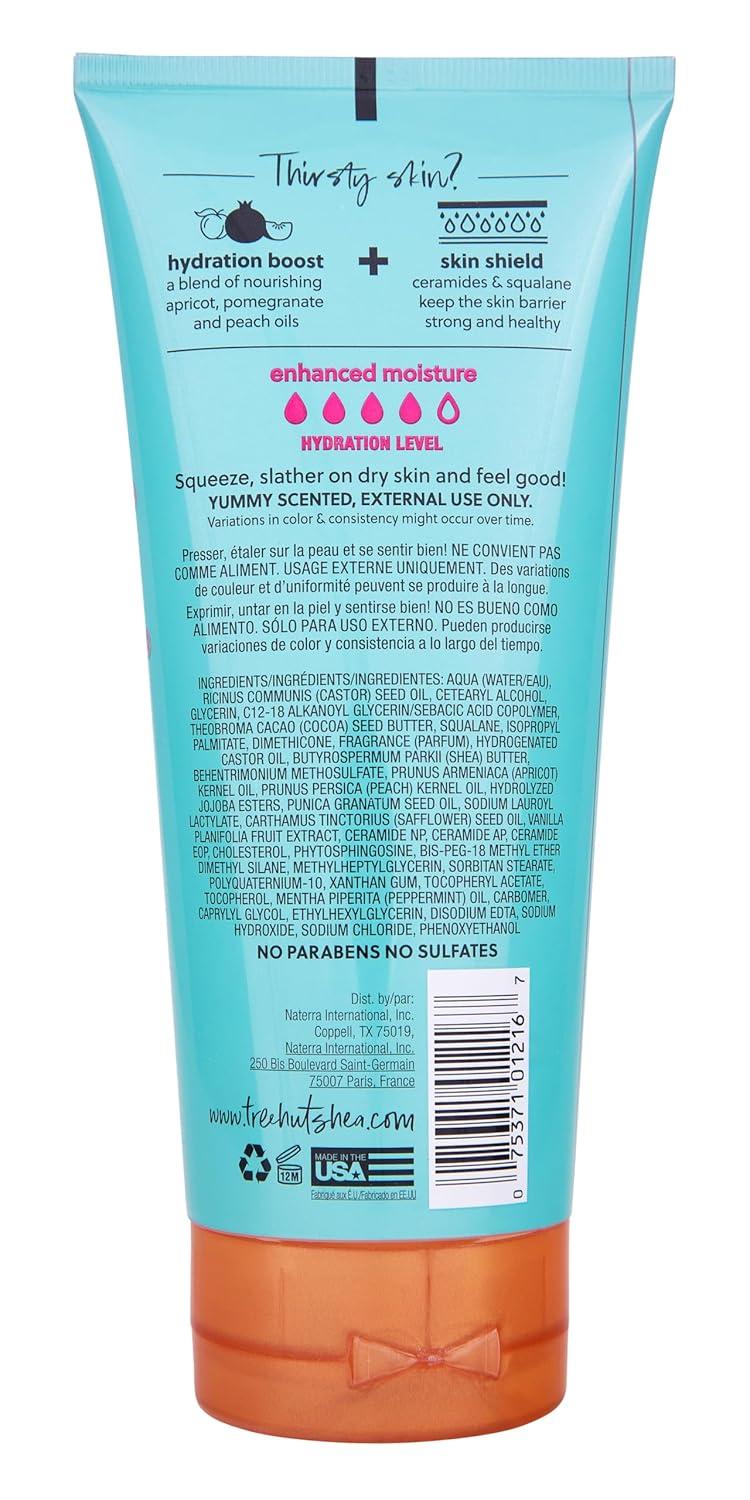 Thirsty skin?
hydration boost
a blend of nourishing
apricot, pomegranate
and peach oils
+
skin shield
ceramides & squalane
keep the skin barrier
strong and healthy
enhanced moisture
HYDRATION LEVEL
Squeeze, slather on dry skin and feel good!
YUMMY SCENTED, EXTERNAL USE ONLY.
Variations in color & consistency might occur over time.
Presser, étaler sur la peau et se sentir bien! NE CONVIENT PAS
COMME ALIMENT. USAGE EXTERNE UNIQUEMENT. Des variations
de couleur et d'uniformité peuvent se produire à la longue.
Exprimir, untar en la piel y sentirse bien! NO ES BUENO COMO
ALIMENTO. SÓLO PARA USO EXTERNO. Pueden producirse
variaciones de color y consistencia a lo largo del tiempo.
INGREDIENTS/INGRÉDIENTS/INGREDIENTES: AQUA (WATER/EAU),
RICINUS COMMUNIS (CASTOR) SEED OIL, CETEARYL ALCOHOL,
GLYCERIN, C12-18 ALKANOYL GLYCERIN/SEBACIC ACID COPOLYMER,
THEOBROMA CACAO (COCOA) SEED BUTTER, SQUALANE, ISOPROPYL
PALMITATE, DIMETHICONE, FRAGRANCE (PARFUM), HYDROGENATED
CASTOR OIL, BUTYROSPERMUM PARKII (SHEA) BUTTER,
BEHENTRIMONIUM METHOSULFATE, PRUNUS ARMENIACA (APRICOT)
KERNEL OIL, PRUNUS PERSICA (PEACH) KERNEL OIL, HYDROLYZED
JOJOBA ESTERS, PUNICA GRANATUM SEED OIL, SODIUM LAUROYL
LACTYLATE, CARTHAMUS TINCTORIUS (SAFFLOWER) SEED OIL, VANILLA
PLANIFOLIA FRUIT EXTRACT, CERAMIDE NP, CERAMIDE AP, CERAMIDE
EOP, CHOLESTEROL, PHYTOSPHINGOSINE, BIS-PEG-18 METHYL ETHER
DIMETHYL SILANE, METHYLHEPTYLGLYCERIN, SORBITAN STEARATE,
POLYQUATERNIUM-10, XANTHAN GUM, TOCOPHERYL ACETATE,
TOCOPHEROL, MENTHA PIPERITA (PEPPERMINT) OIL, CARBOMER,
CAPRYLYL GLYCOL, ETHYLHEXYLGLYCERIN, DISODIUM EDTA, SODIUM
HYDROXIDE, SODIUM CHLORIDE, PHENOXYETHANOL
NO PARABENS NO SULFATES
Dist. by/par:
Naterra International, Inc.
Coppell, TX 75019,
Naterra International, Inc.
250 Bis Boulevard Saint-Germain
75007 Paris, France
www.treehutshea.com
12M
MADE IN THE
USA
Fabriqué aux É.U./Fabricado en EE.UU
0 75371 01216 7